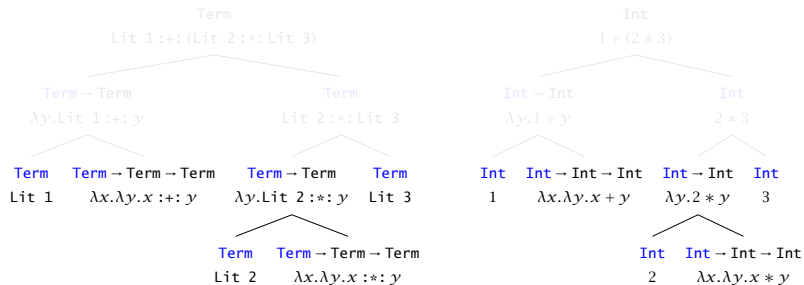 Term Int
Lit 1 :+: (Lit 2 :*: Lit 3) 1 + (2 * 3)
Term → Term Term Int → Int Int
λy.Lit 1 :+: y Lit 2 :*: Lit 3 λy.1 + y 2 * 3
Term Term → Term → Term Term → Term Term Int Int → Int → Int Int → Int Int
Lit 1 λx.λy.x :+: y λy.Lit 2 :*: y Lit 3 1 λx.λy.x + y λy.2 * y 3
Term Term → Term → Term Int Int → Int → Int
Lit 2 λx.λy.x :*: y 2 λx.λy.x * y